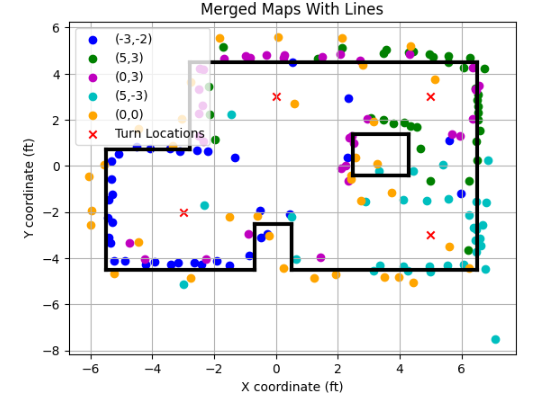 Merged Maps With Lines
6
4
2
0
−2
−4
−6
−8
Y coordinate (ft)
(-3,-2)
(5,3)
(0,3)
(5,-3)
(0,0)
Turn Locations
−6 −4 −2 0 2 4 6
X coordinate (ft)